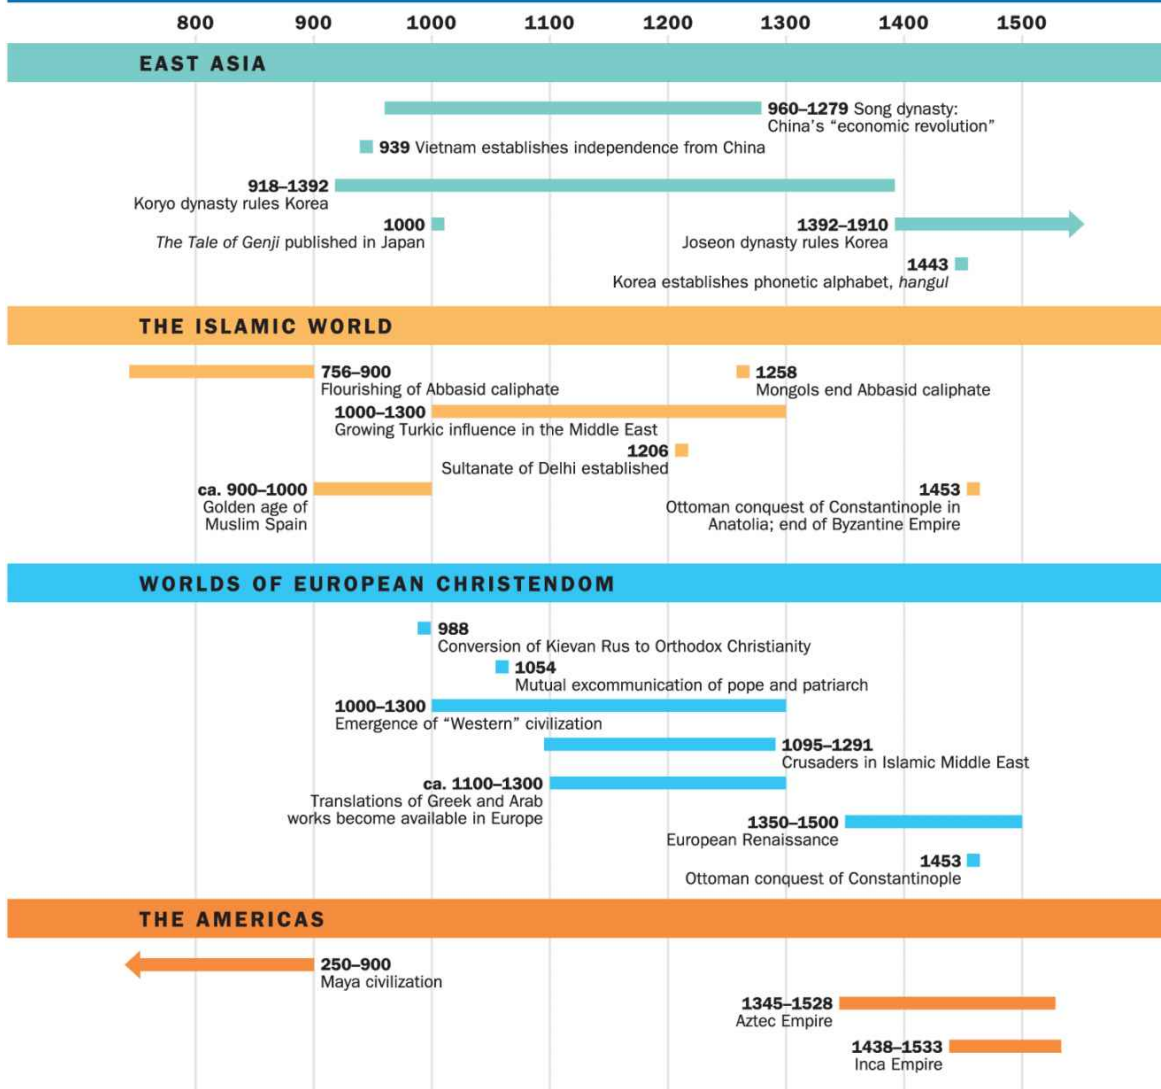 800 900 1000 1100 1200 1300 1400 1500
EAST ASIA
960–1279 Song dynasty:
China's “economic revolution”
939 Vietnam establishes independence from China
918–1392
Koryo dynasty rules Korea
1000
The Tale of Genji published in Japan
1392–1910
Joseon dynasty rules Korea
1443
Korea establishes phonetic alphabet, hangul
THE ISLAMIC WORLD
756–900
Flourishing of Abbasid caliphate
1258
Mongols end Abbasid caliphate
1000–1300
Growing Turkic influence in the Middle East
1206
Sultanate of Delhi established
ca. 900–1000
Golden age of
Muslim Spain
1453
Ottoman conquest of Constantinople in
Anatolia; end of Byzantine Empire
WORLDS OF EUROPEAN CHRISTENDOM
988
Conversion of Kievan Rus to Orthodox Christianity
1054
Mutual excommunication of pope and patriarch
1000–1300
Emergence of “Western” civilization
1095–1291
Crusaders in Islamic Middle East
ca. 1100–1300
Translations of Greek and Arab
works become available in Europe
1350–1500
European Renaissance
1453
Ottoman conquest of Constantinople
THE AMERICAS
250–900
Maya civilization
1345–1528
Aztec Empire
1438–1533
Inca Empire